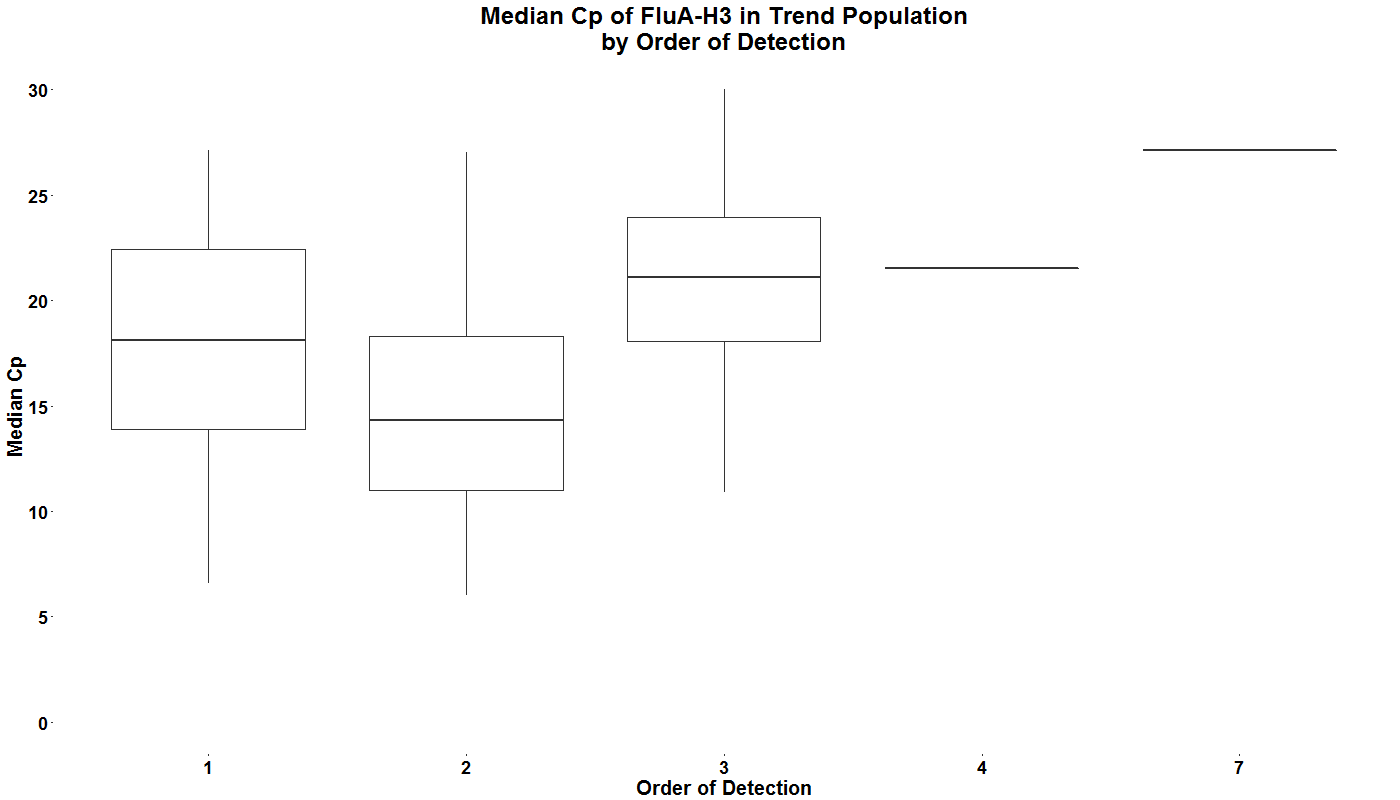 Median Cp of FluA-H3 in Trend Population
by Order of Detection
30
25
20
15
10
5
0
Median Cp
1 2 3 4 7
Order of Detection